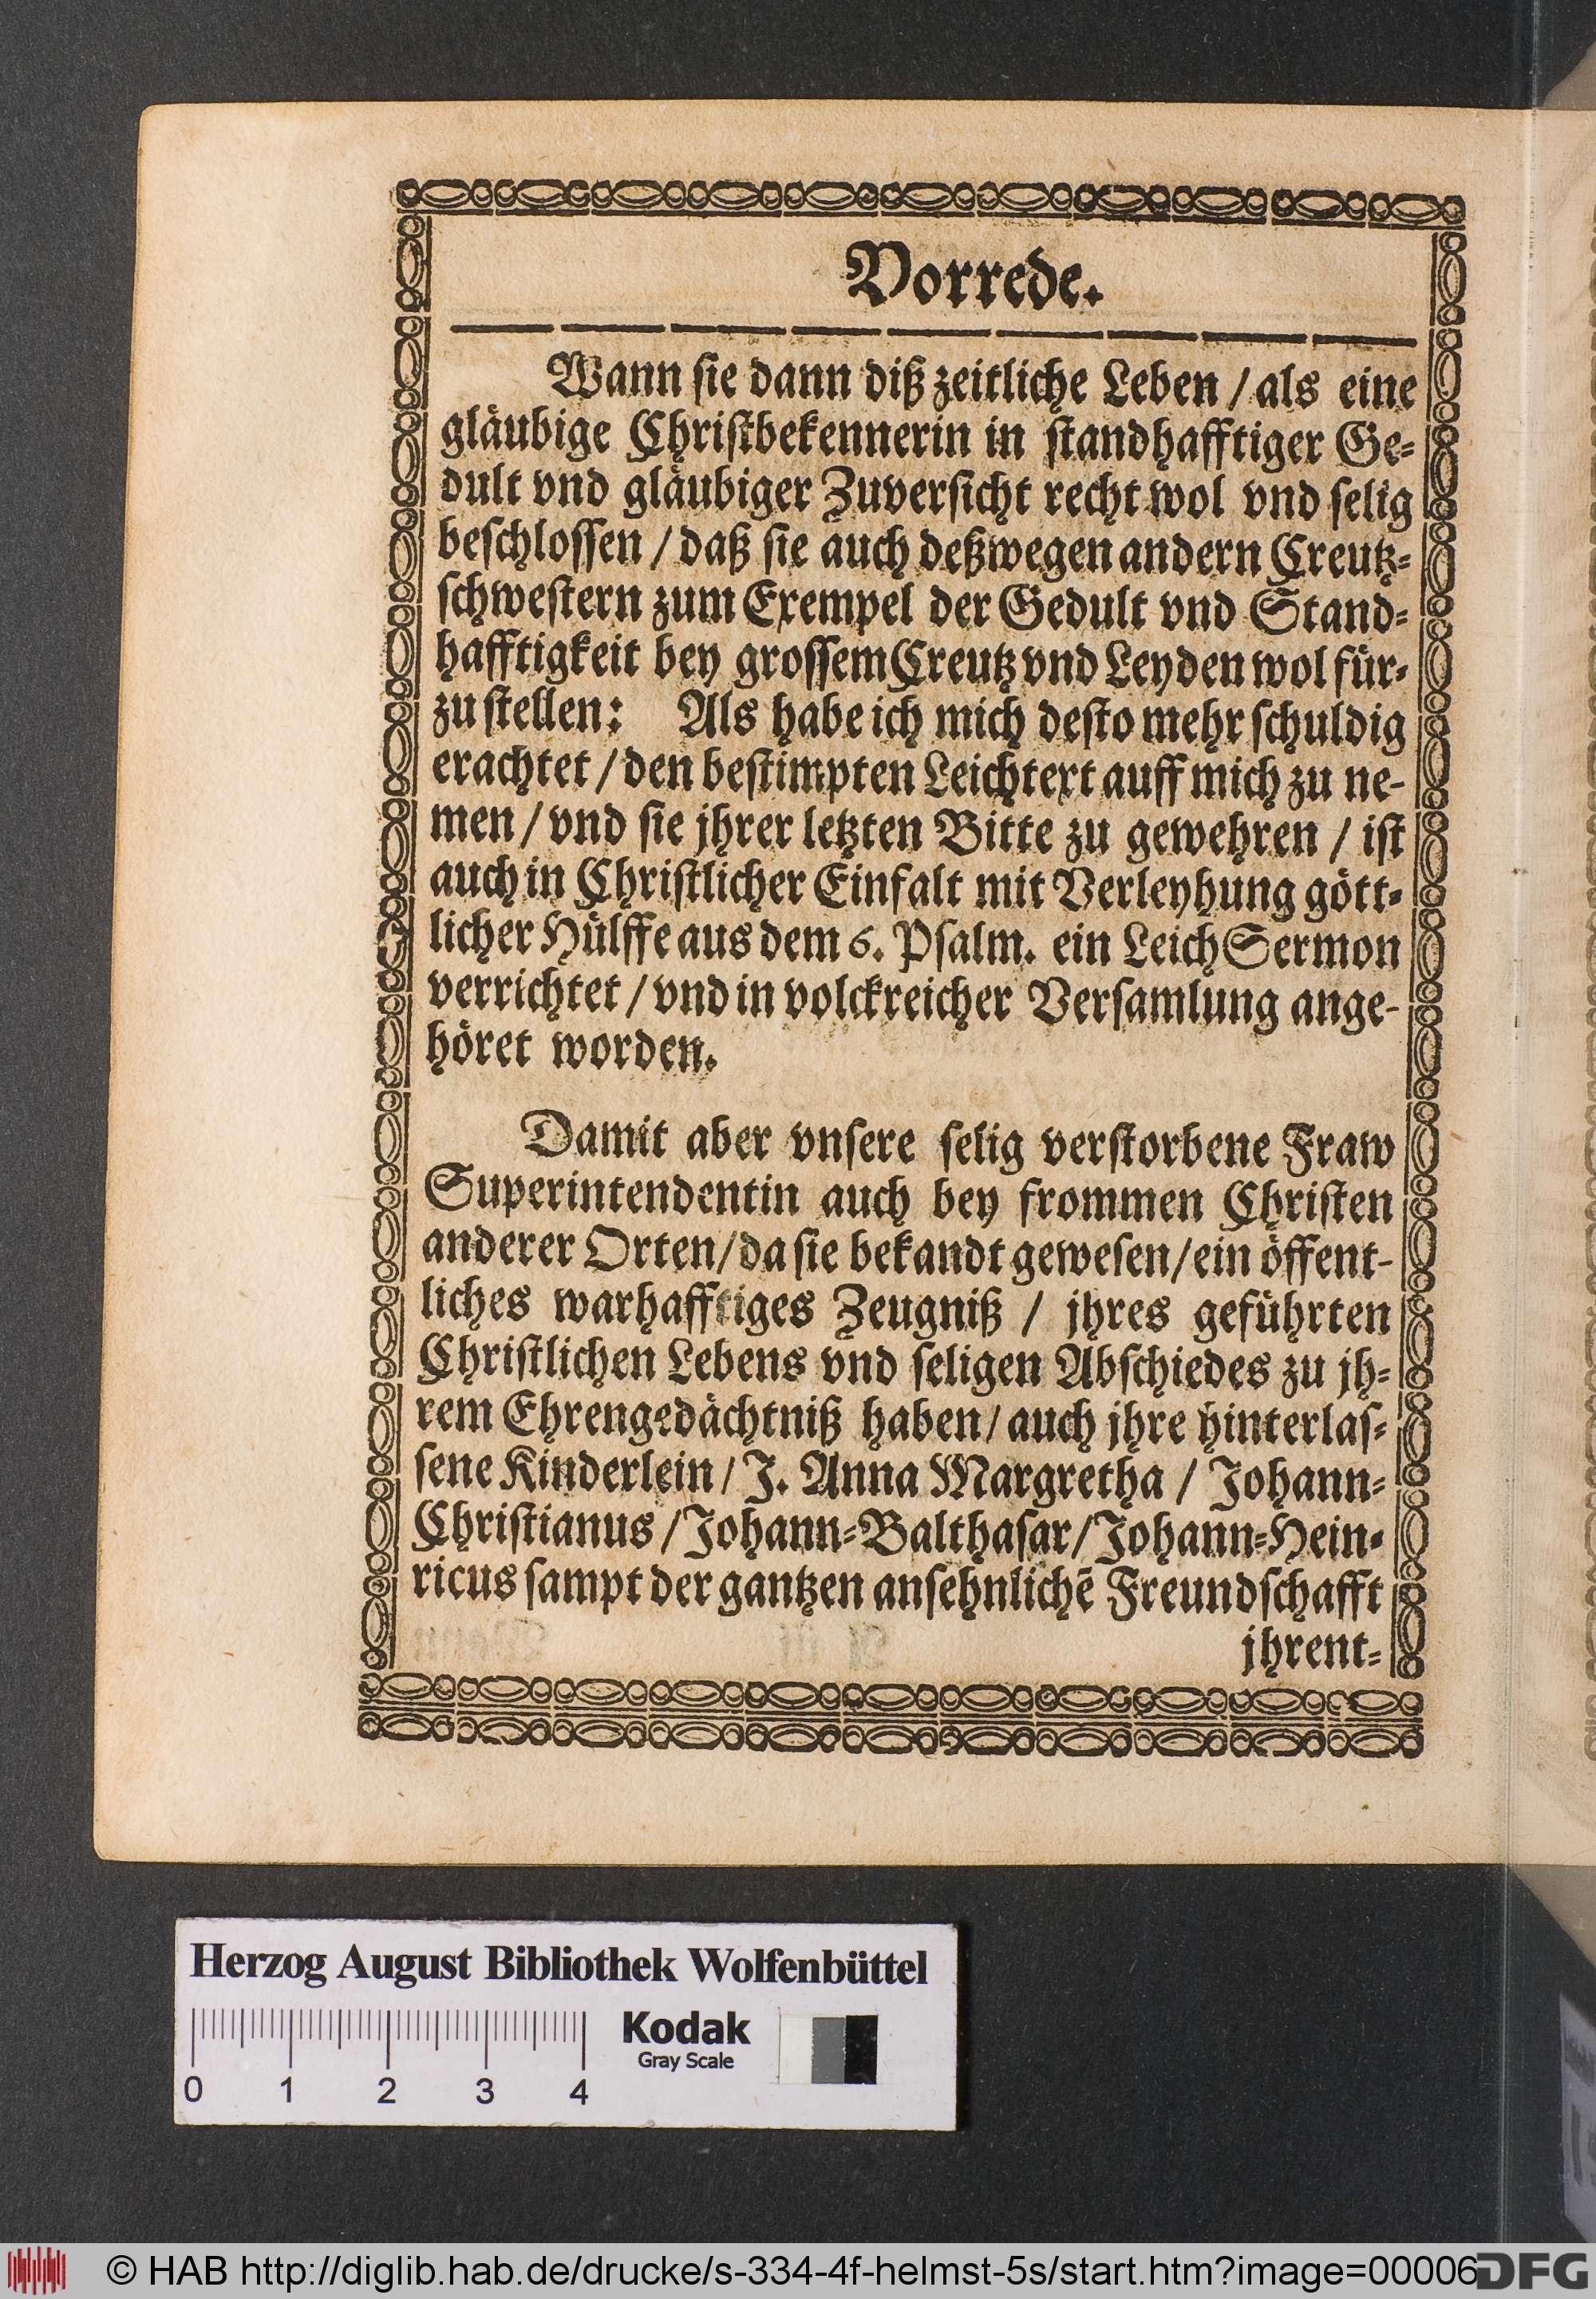 Vorrede.
Wann sie dann diß zeitliche Leben / als eine
gläubige Christbekennerin in standhafftiger Ge-
dult vnd gläubiger Zuversicht recht wol vnd selig
beschlossen / daß sie auch deßwegen andern Creutz-
schwestern zum Exempel der Gedult vnd Stand-
hafftigkeit bey grossem Creutz vnd Leyden wol für-
zustellen: Als habe ich mich desto mehr schuldig
erachtet / den bestimpten Leichtext auff mich zu ne-
men / vnd sie jhrer letzten Bitte zu gewehren / ist
auch in Christlicher Einfalt mit Verleyhung gött-
licher Hülffe aus dem 6. Psalm. ein LeichSermon
verrichtet / vnd in volckreicher Versamlung ange-
höret worden.
Damit aber vnsere selig verstorbene Fraw
Superintendentin auch bey frommen Christen
anderer Orten / da sie bekandt gewesen / ein öffent-
liches warhafftiges Zeugniß / jhres geführten
Christlichen Lebens vnd seligen Abschiedes zu jh-
rem Ehrengedächtniß haben / auch jhre hinterlas-
sene Kinderlein / J. Anna Margretha / Johann-
Christianus / Johann-Balthasar / Johann-Hein-
ricus sampt der gantzen ansehnlichē Freundschafft
jhrent-
Herzog August Bibliothek Wolfenbüttel
Kodak
Gray Scale
0 1 2 3 4
© HAB http://diglib.hab.de/drucke/s-334-4f-helmst-5s/start.htm?image=00006
DFG